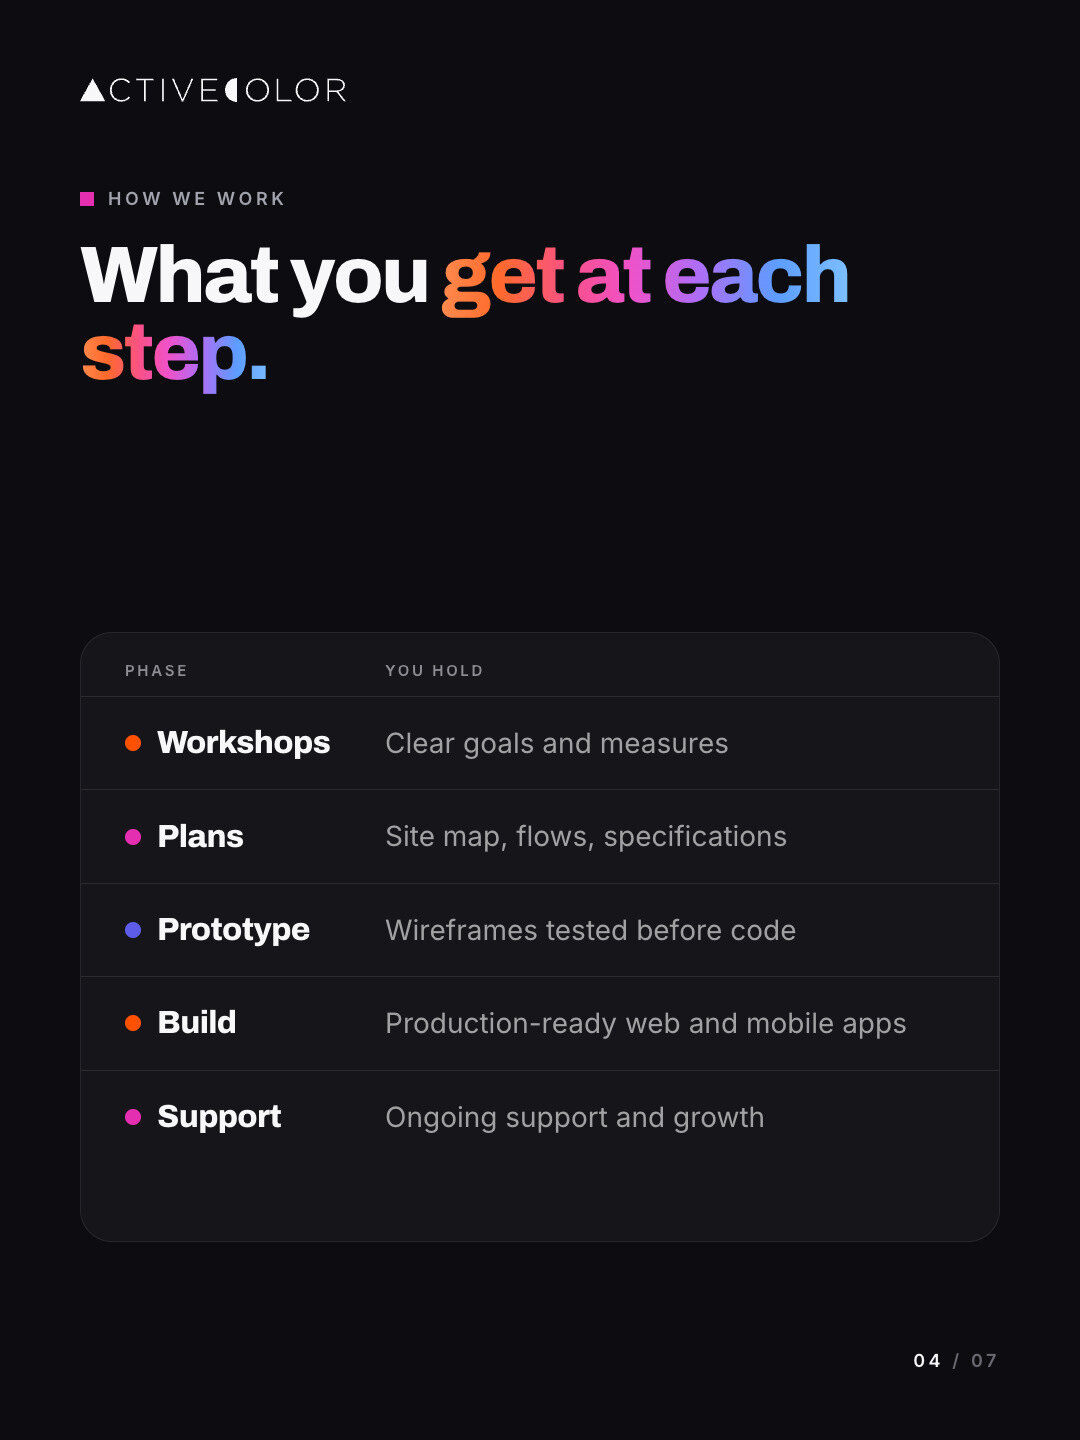 ACTIVECOLOR
HOW WE WORK
What you get at each
step.
PHASE YOU HOLD
Workshops Clear goals and measures
Plans Site map, flows, specifications
Prototype Wireframes tested before code
Build Production-ready web and mobile apps
Support Ongoing support and growth
04 / 07